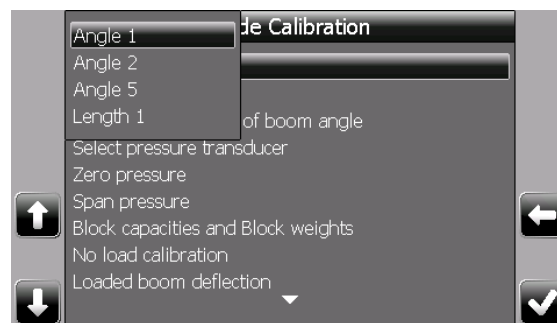 de Calibration
Angle 1
Angle 2
Angle 5
Length 1
of boom angle
Select pressure transducer
Zero pressure
Span pressure
Block capacities and Block weights
No load calibration
Loaded boom deflection